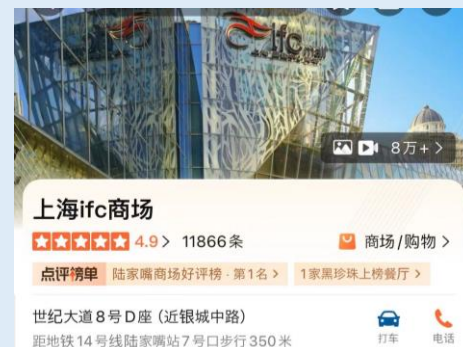 ifc mall
8万+ >
上海ifc商场
4.9 > 11866条 商场/购物 >
点评榜单 陆家嘴商场好评榜·第1名 > 1家黑珍珠上榜餐厅 >
世纪大道8号D座（近银城中路）
距地铁14号线陆家嘴站7号口步行350米
打车 电话